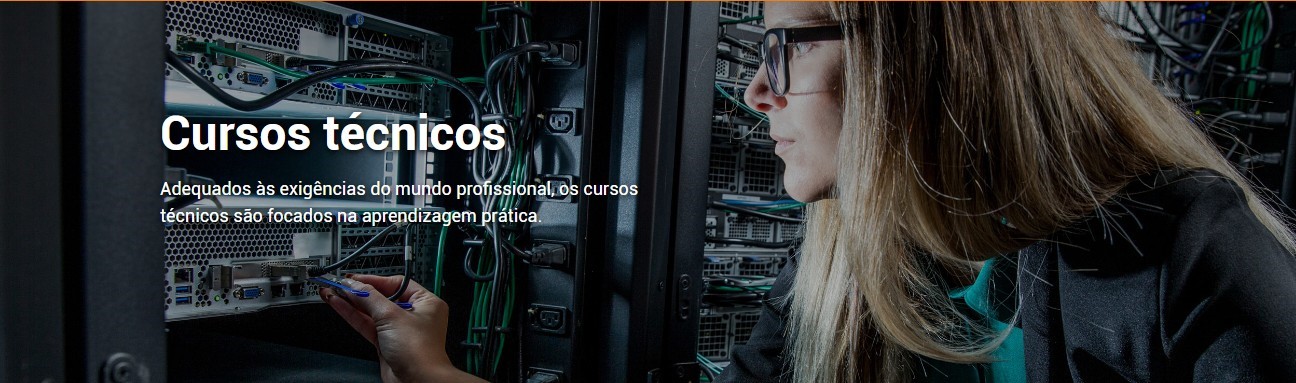 Cursos técnicos
Adequados às exigências do mundo profissional, os cursos
técnicos são focados na aprendizagem prática.